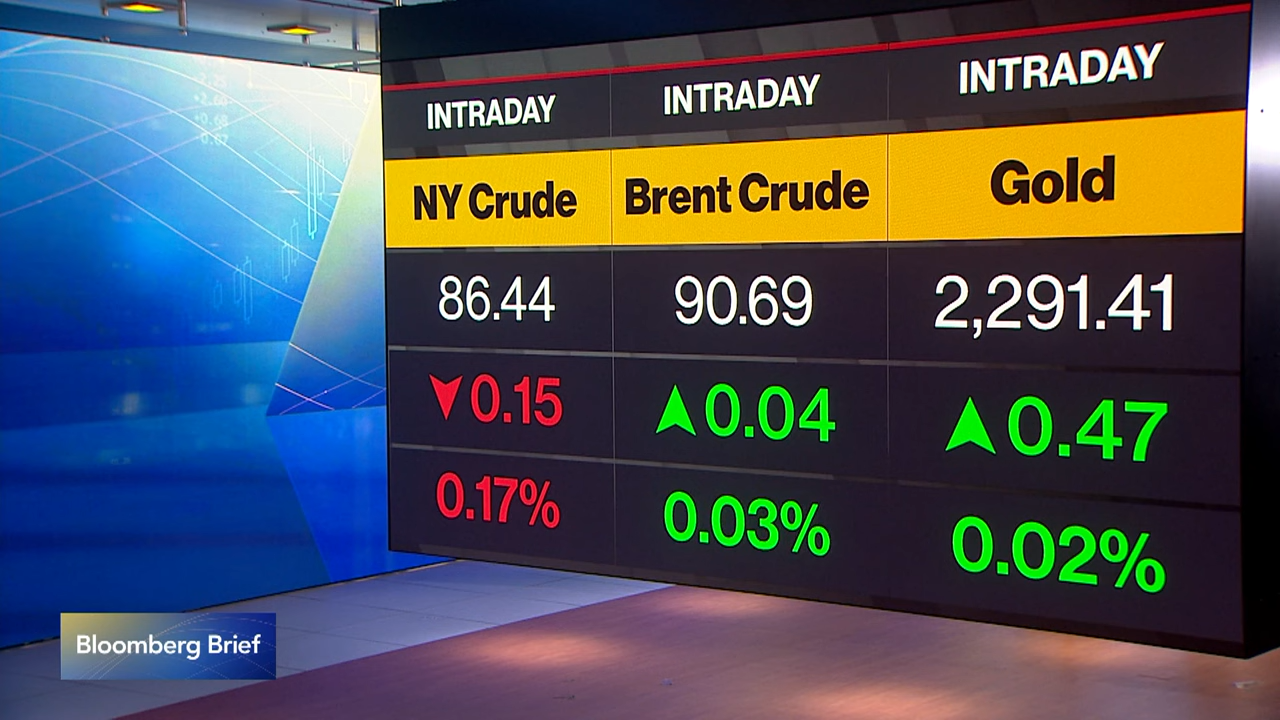 INTRADAY INTRADAY INTRADAY
NY Crude Brent Crude Gold
86.44 90.69 2,291.41
▼0.15 ▲0.04 ▲0.47
0.17% 0.03% 0.02%
Bloomberg Brief